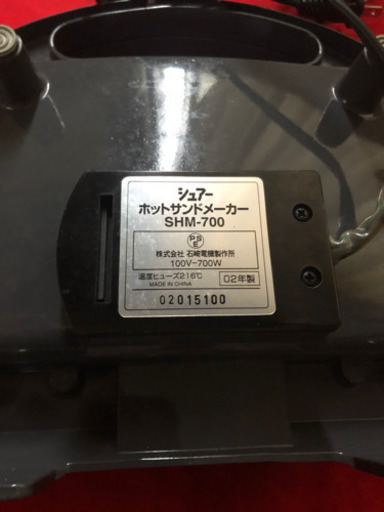 シュアー
ホットサンドメーカー
SHM-700
PSE
株式会社 石崎電機製作所
100V-700W
温度ヒューズ216℃
02年製
MADE IN CHINA
02015100